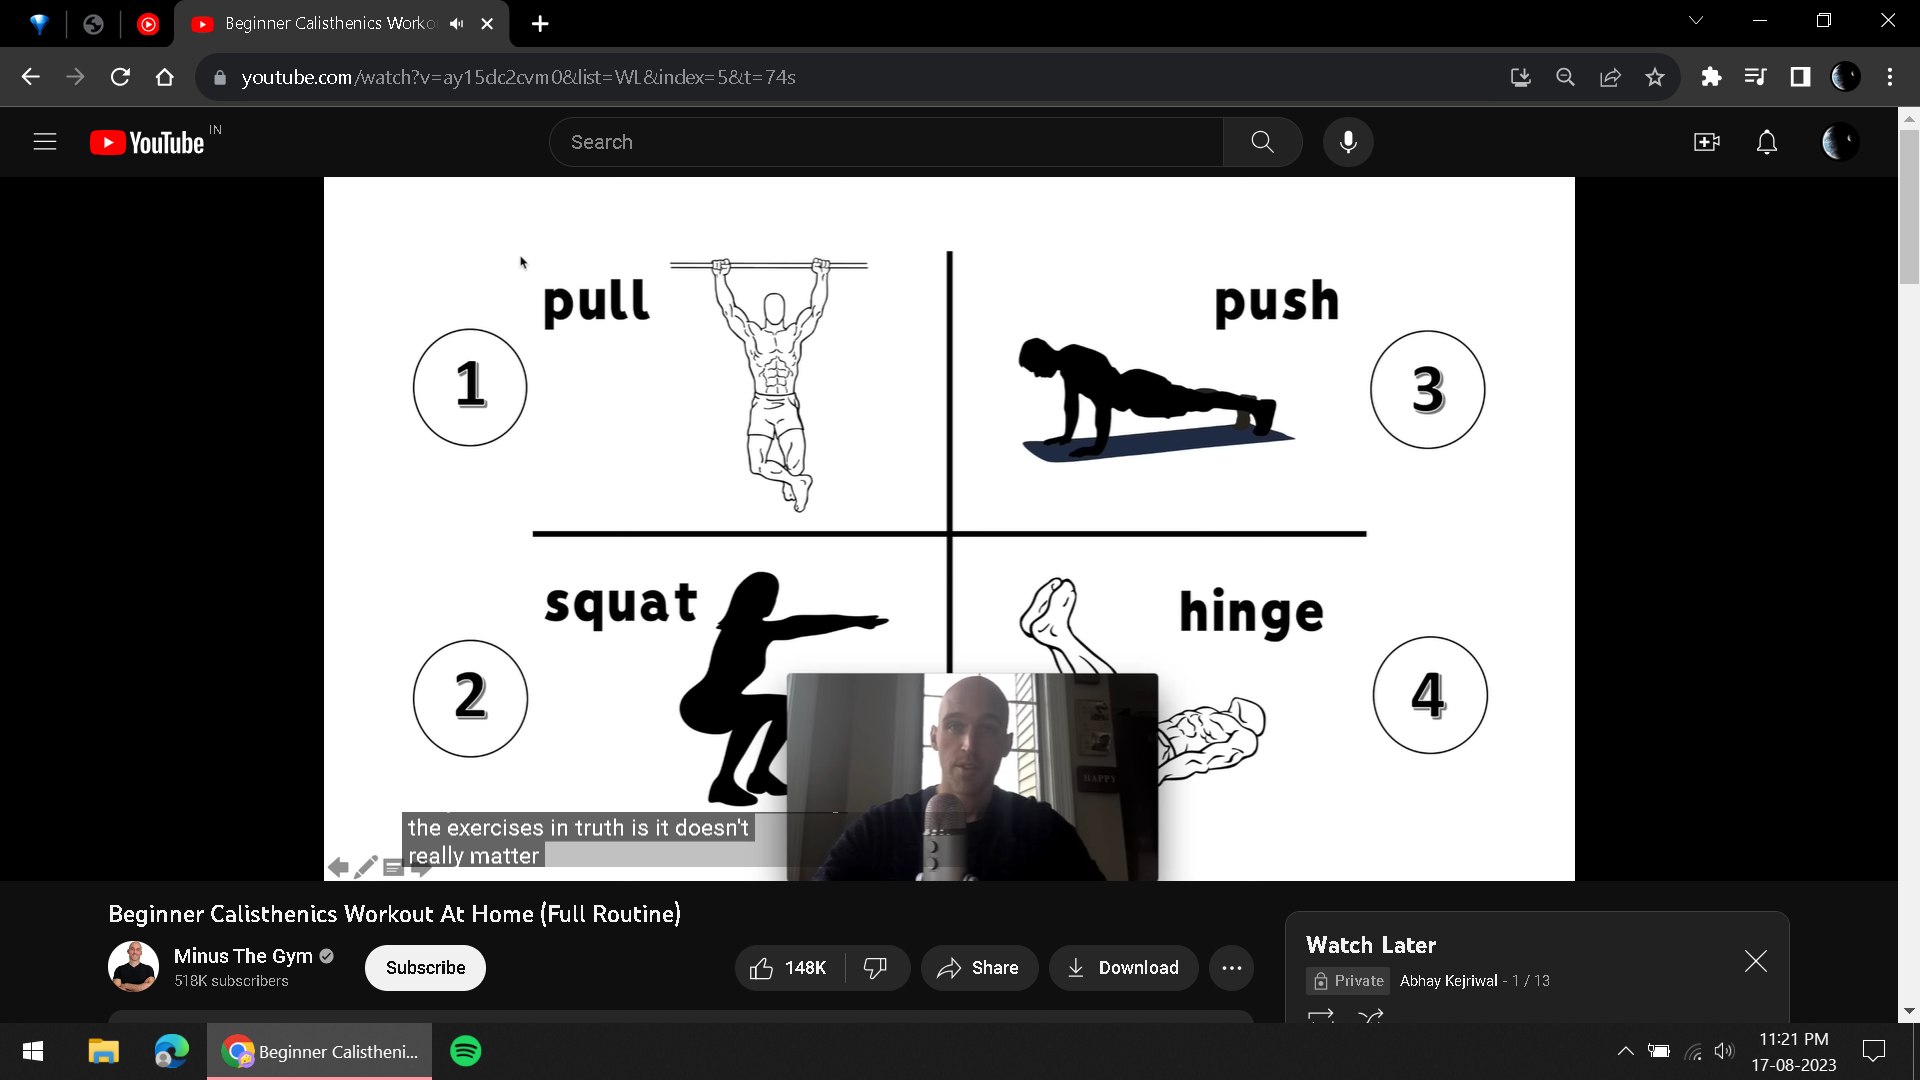 Beginner Calisthenics Worko
youtube.com/watch?v=ay15dc2cvm0&list=WL&index=5&t=74s
YouTube IN
Search
pull
push
1
3
squat
hinge
2
4
HAPPY
the exercises in truth is it doesn't
really matter
Beginner Calisthenics Workout At Home (Full Routine)
Minus The Gym
518K subscribers
Subscribe
148K
Share
Download
Watch Later
Private Abhay Kejriwal - 1 / 13
Beginner Calistheni...
11:21 PM
17-08-2023